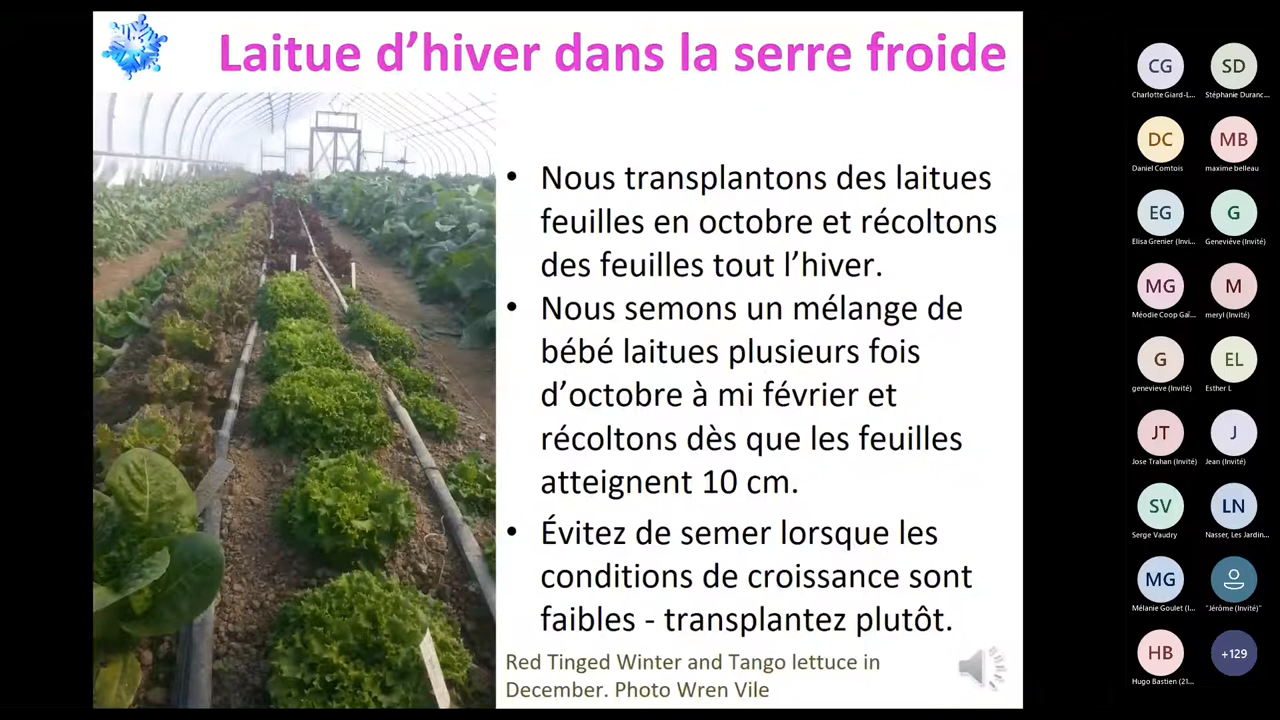 Laitue d’hiver dans la serre froide
• Nous transplantons des laitues
feuilles en octobre et récoltons
des feuilles tout l’hiver.
• Nous semons un mélange de
bébé laitues plusieurs fois
d’octobre à mi février et
récoltons dès que les feuilles
atteignent 10 cm.
• Évitez de semer lorsque les
conditions de croissance sont
faibles - transplantez plutôt.
Red Tinged Winter and Tango lettuce in
December. Photo Wren Vile
CG
Charlotte Giard-L...
SD
Stéphanie Duranc...
DC
Daniel Comtois
MB
maxime belleau
EG
Elisa Grenier (Invi...
G
Geneviève (Invité)
MG
Méodie Coop Gaï...
M
meryl (Invité)
G
genevieve (Invité)
EL
Esther L
JT
Jose Trahan (Invité)
J
Jean (Invité)
SV
Serge Vaudry
LN
Nasser, Les Jardin...
MG
Mélanie Goulet (I...
"Jérôme (Invité)"
HB
Hugo Bastien (21...
+129